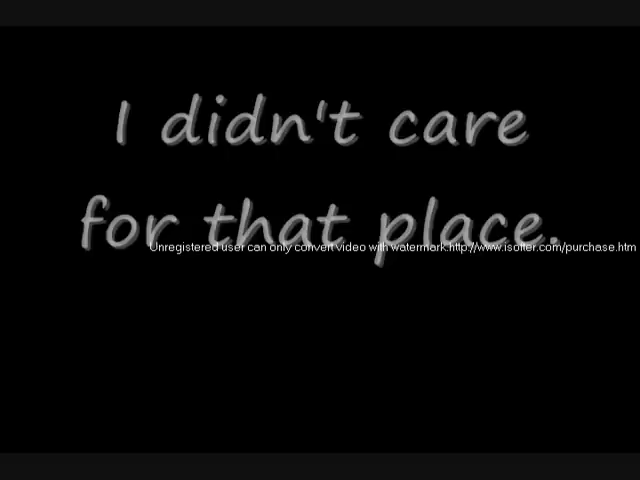 I didn't care
for that place.
Unregistered user can only convert video with watermark.http://www.isofter.com/purchase.htm